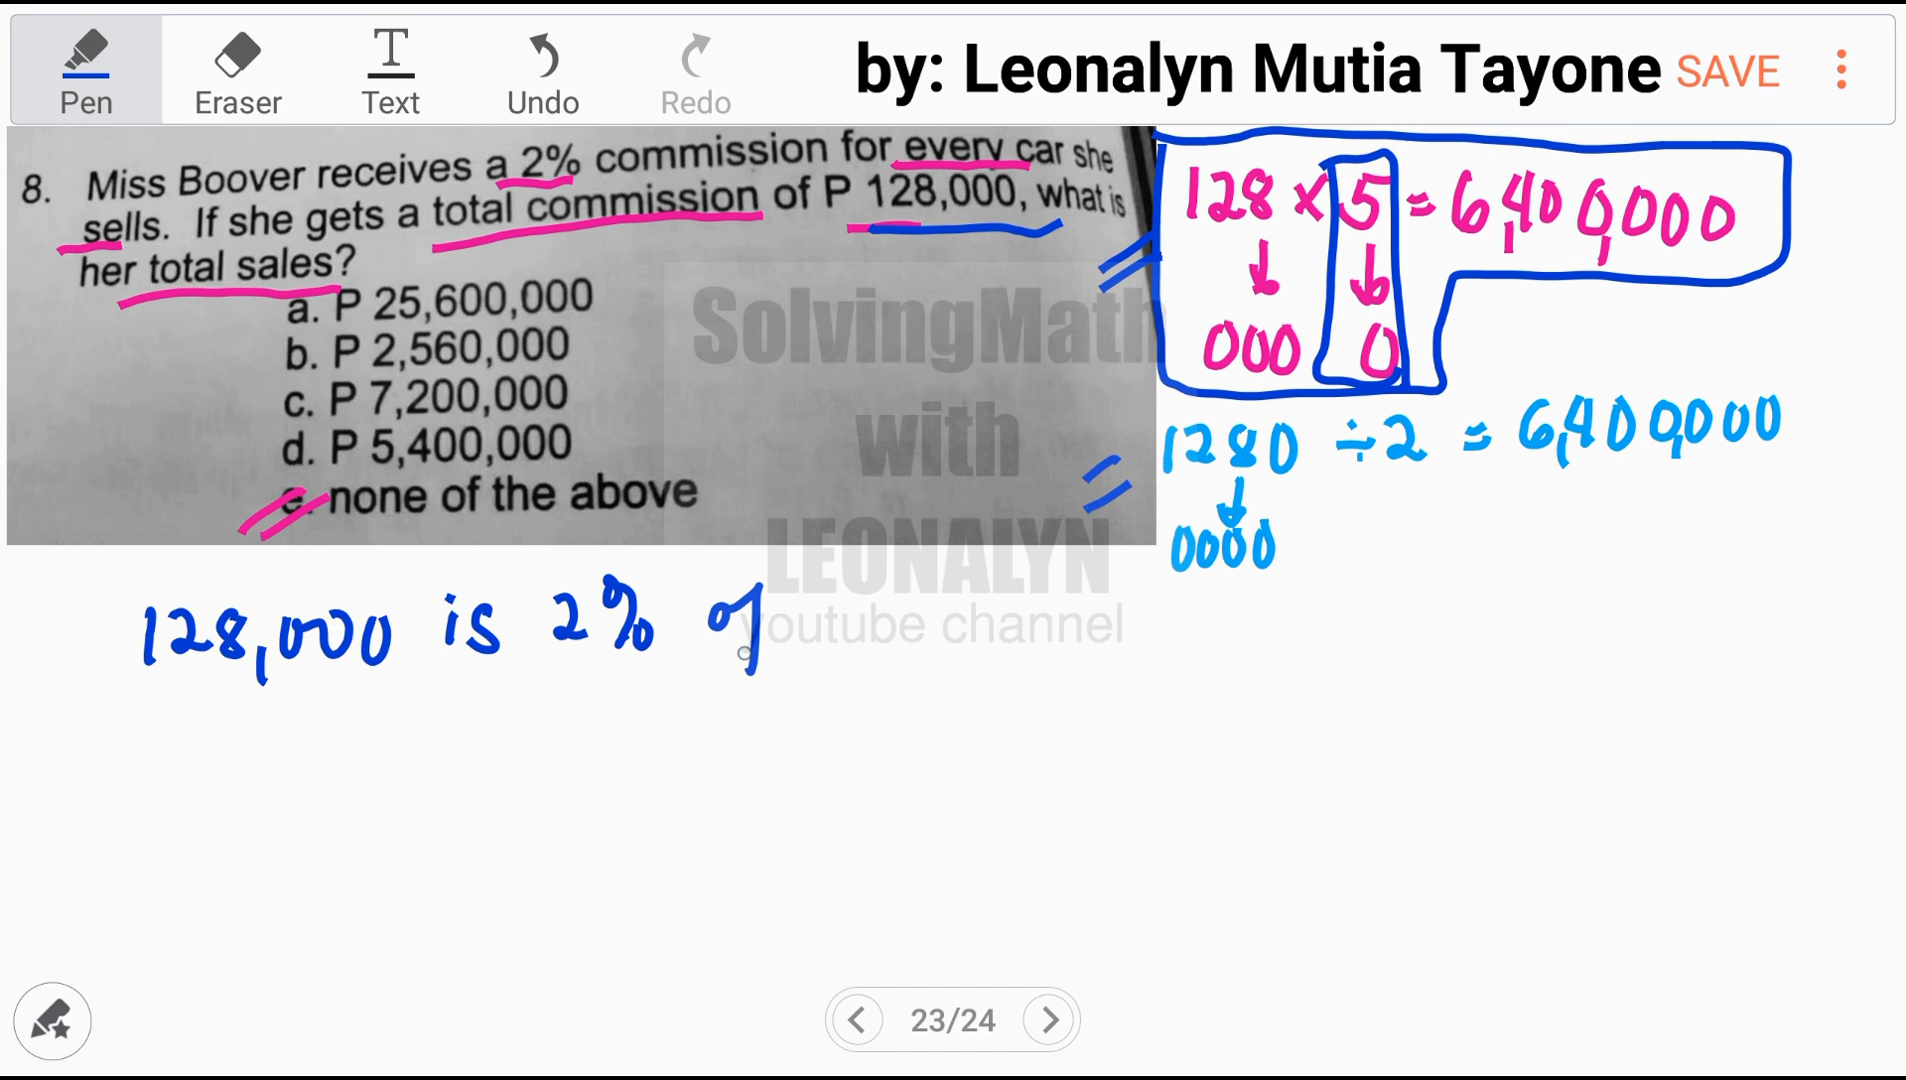 Pen
Eraser
Text
Undo
Redo
by: Leonalyn Mutia Tayone
SAVE
8. Miss Boover receives a 2% commission for every car she
sells. If she gets a total commission of P 128,000, what is
her total sales?
a. P 25,600,000
b. P 2,560,000
c. P 7,200,000
d. P 5,400,000
e. none of the above
128 × 5 = 6,400,000
000 0
1280 ÷ 2 = 6,400,000
0000
SolvingMath
with
LEONALYN
youtube channel
128,000 is 2% of
23/24